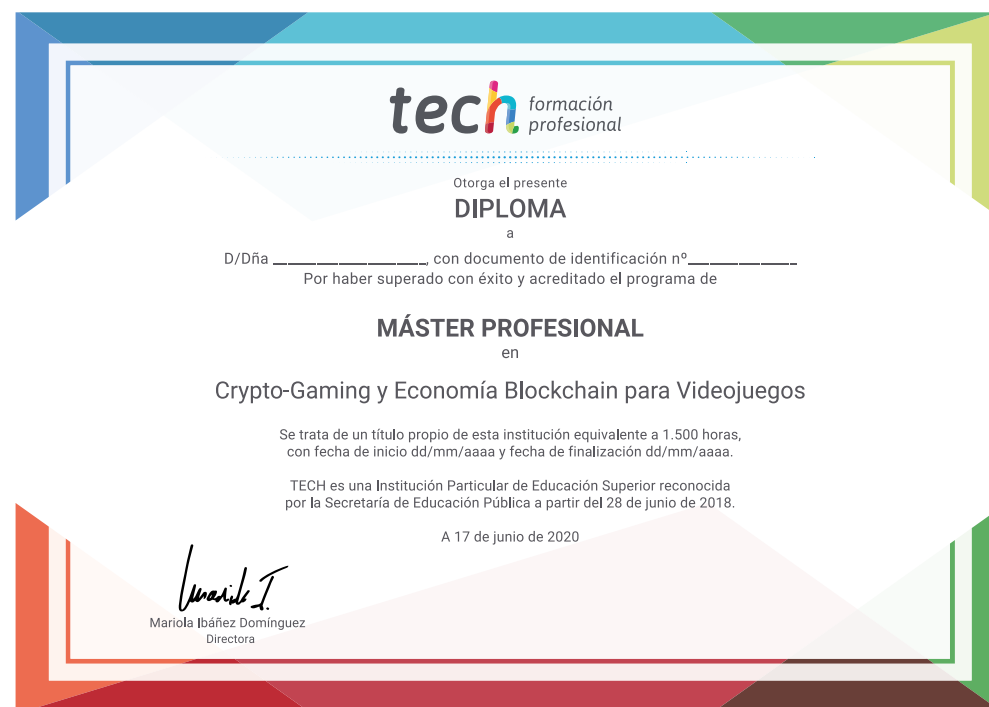 tech formación
profesional
Otorga el presente
DIPLOMA
a
D/Dña ____________________, con documento de identificación nº______________
Por haber superado con éxito y acreditado el programa de
MÁSTER PROFESIONAL
en
Crypto-Gaming y Economía Blockchain para Videojuegos
Se trata de un título propio de esta institución equivalente a 1.500 horas,
con fecha de inicio dd/mm/aaaa y fecha de finalización dd/mm/aaaa.
TECH es una Institución Particular de Educación Superior reconocida
por la Secretaría de Educación Pública a partir del 28 de junio de 2018.
A 17 de junio de 2020
Mariola Ibáñez Domínguez
Directora